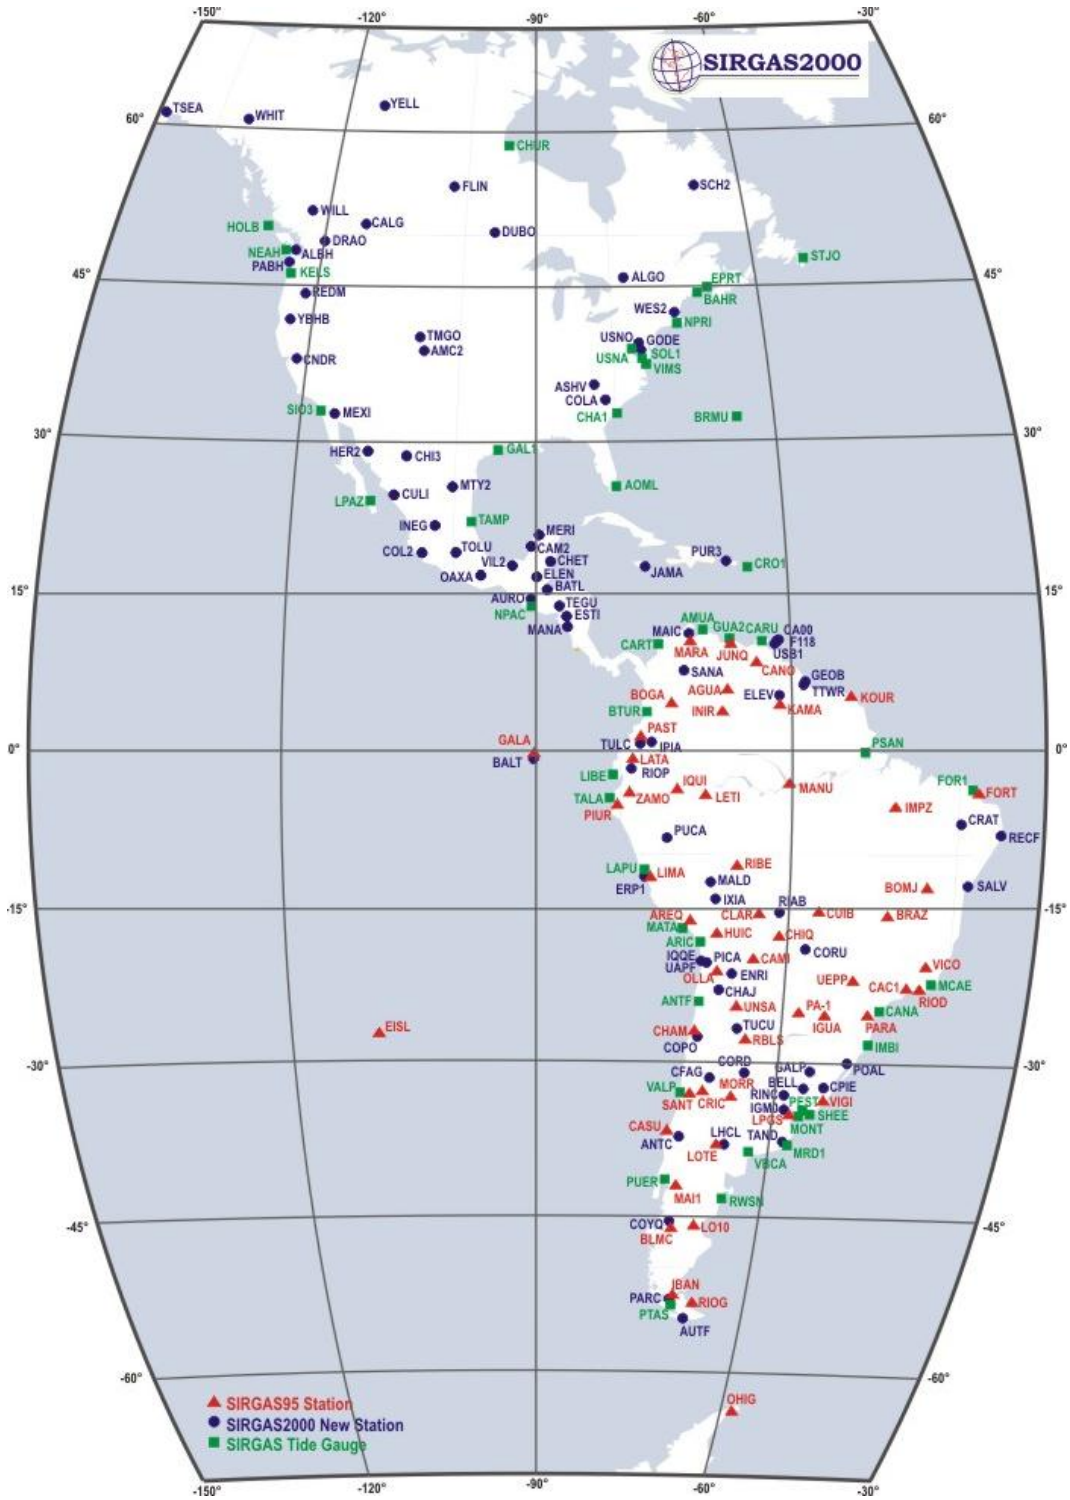 -150°
-120°
-90°
-60°
-30°
SIRGAS2000
TSEA
60°
WHIT
YELL
60°
CHUR
FLIN
SCH2
WILL
HOLB
CALG
DUBO
DRAO
NEAH
ALBH
STJO
PABH
KELS
45°
ALGO
EPRT
45°
REDM
BAHR
WES2
YBHB
NPRI
TMGO
USNO
GODE
AMC2
USNA
SOL1
CNDR
VIMS
ASHV
COLA
SIO3
MEXI
CHA1
BRMU
30°
30°
HER2
CHI3
GAL1
MTY2
AOML
LPAZ
CULI
INEG
TAMP
MERI
COL2
TOLU
CAM2
PUR3
VIL2
CHET
CRO1
OAXA
ELEN
JAMA
BATL
15°
AURO
15°
TEGU
NPAC
ESTI
AMUA
MANA
MAIC
GUA2
CARU
CA00
CART
F118
MARA
JUNQ
USB1
SANA
CANO
GEOB
BOGA
AGUA
ELEV
TTWR
KOUR
BTUR
INIR
KAMA
PAST
GALA
TULC
IPIA
PSAN
0°
0°
BALT
LATA
LIBE
RIOP
IQUI
MANU
FOR1
TALA
ZAMO
LETI
FORT
PIUR
IMPZ
CRAT
PUCA
RECF
LAPU
LIMA
RIBE
ERP1
MALD
BOMJ
SALV
IXIA
RIAB
-15°
AREQ
CLAR
CUIB
BRAZ
-15°
MATA
ARIC
HUIC
CHIQ
IQQE
PICA
CAMI
CORU
UAPF
VICO
OLLA
ENRI
UEPP
CAC1
MCAE
CHAJ
RIOD
ANTF
UNSA
PA-1
CANA
EISL
CHAM
TUCU
IGUA
PARA
RBLS
COPO
IMBI
CORD
GALP
-30°
CFAG
POAL
-30°
MORR
BELL
CPIE
VALP
RINC
SANT
CRIC
PEST
VIGI
IGM0
LPGS
SHEE
CASU
MONT
LHCL
TAND
ANTC
LOTE
MRD1
VBCA
PUER
MAI1
RWSN
-45°
COYQ
LO10
-45°
BLMC
IBAN
PARC
RIOG
PTAS
AUTF
-60°
-60°
OHIG
SIRGAS95 Station
SIRGAS2000 New Station
SIRGAS Tide Gauge
-150°
-120°
-90°
-60°
-30°